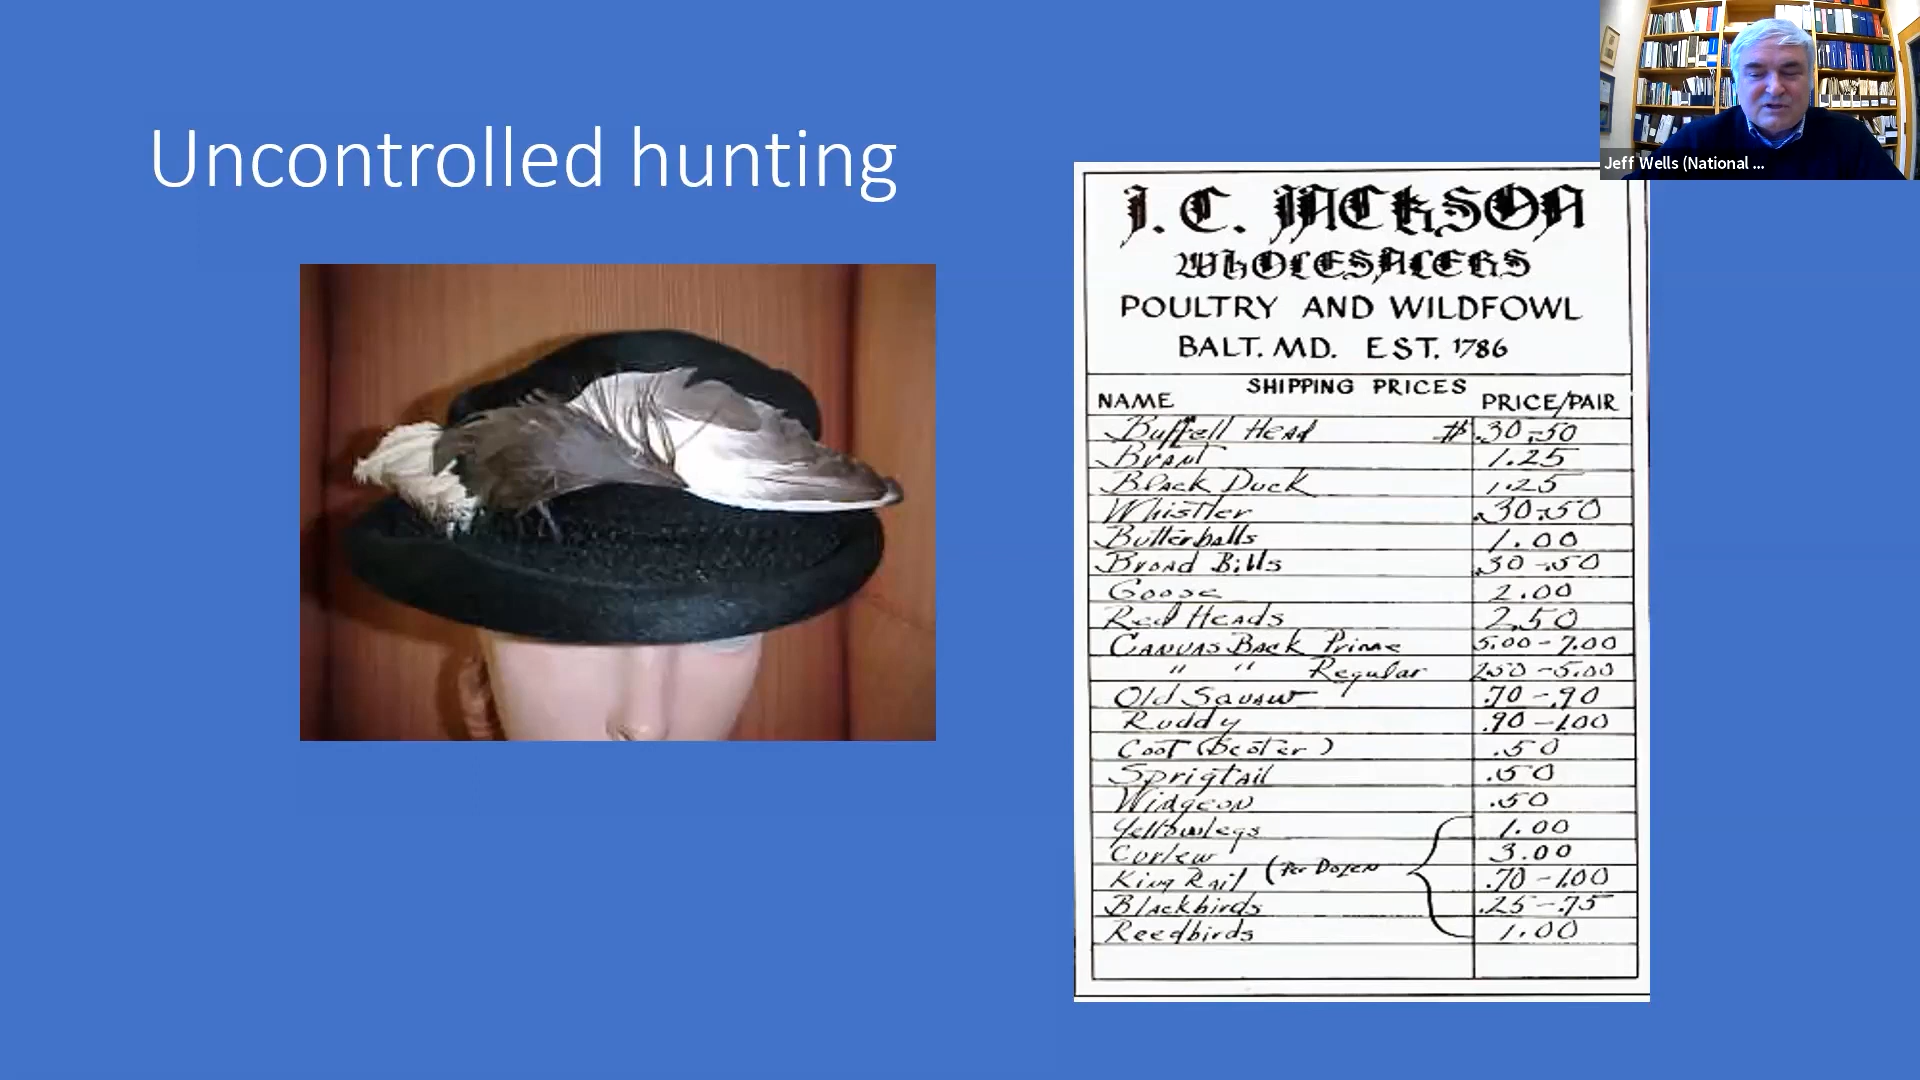 Uncontrolled hunting
Jeff Wells (National ...
J. C. JACKSON
WHOLESALERS
POULTRY AND WILDFOWL
BALT. MD. EST. 1786
SHIPPING PRICES
NAME PRICE/PAIR
Buffell Head $ .30-.50
Brant 1.25
Black Duck 1.25
Whistler .30-.50
Butterballs 1.00
Broad Bills .30-.50
Goose 2.00
Red Heads 2.50
Canvas Back Prime 5.00-7.00
" " Regular 2.50-5.00
Old Squaw .70-.90
Ruddy .90-1.00
Coot (Scoter) .50
Sprigtail .50
Widgeon .50
Yellowlegs 1.00
Curlew 3.00
(Per Dozen
King Rail .70-1.00
Blackbirds .25-.75
Reedbirds 1.00